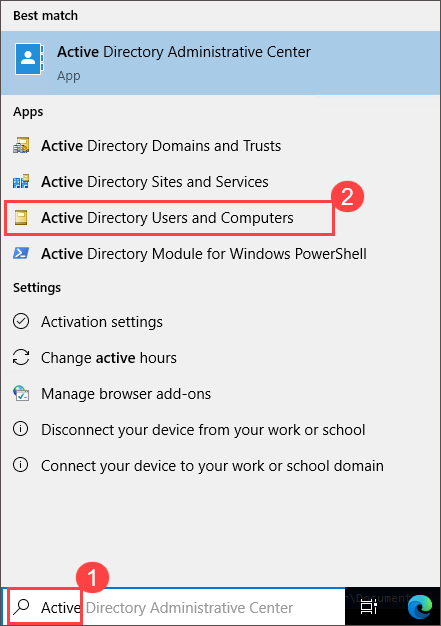 Best match
Active Directory Administrative Center
App
Apps
Active Directory Domains and Trusts
Active Directory Sites and Services
2
Active Directory Users and Computers
Active Directory Module for Windows PowerShell
Settings
Activation settings
Change active hours
Manage browser add-ons
Disconnect your device from your work or school
Connect your device to your work or school domain
1
Active Directory Administrative Center